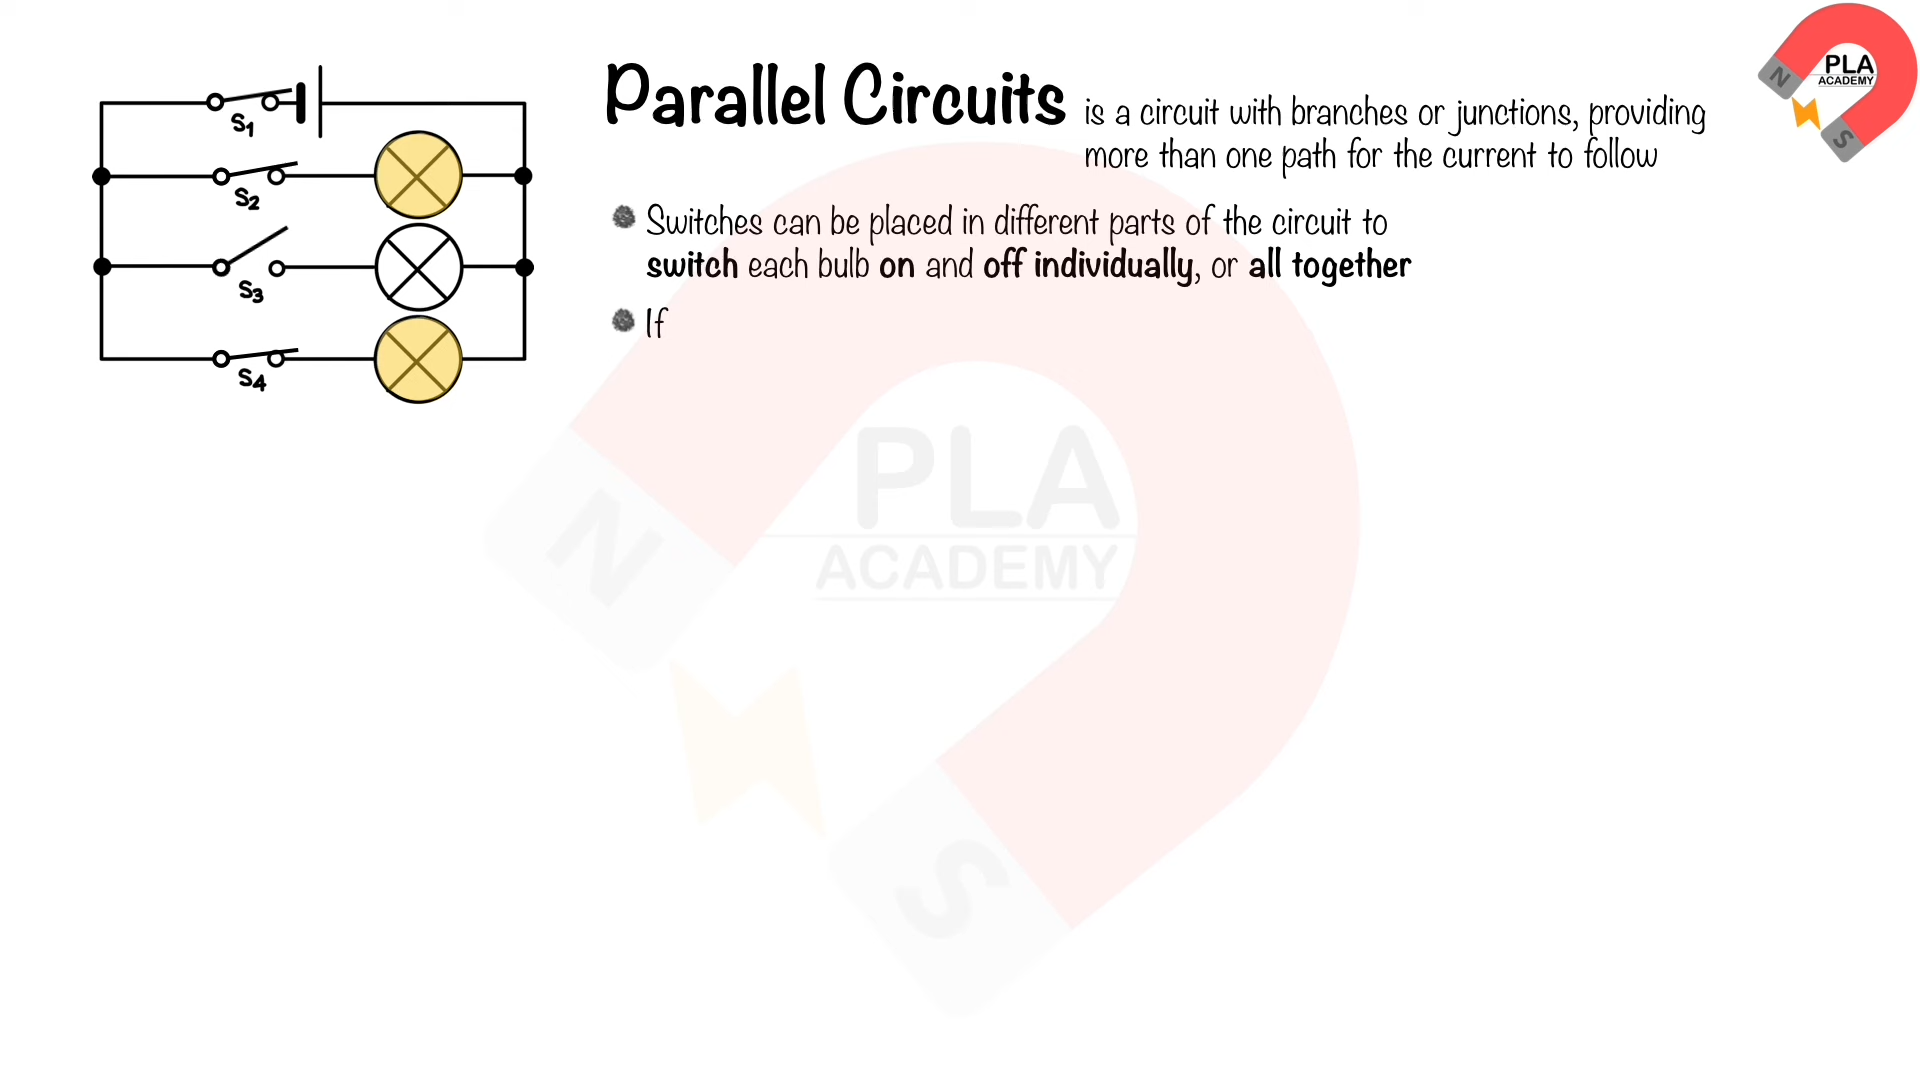 Parallel Circuits is a circuit with branches or junctions, providing
more than one path for the current to follow
Switches can be placed in different parts of the circuit to
switch each bulb on and off individually, or all together
If
S1
S2
S3
S4
N
PLA
ACADEMY
S
PLA
ACADEMY
N
S